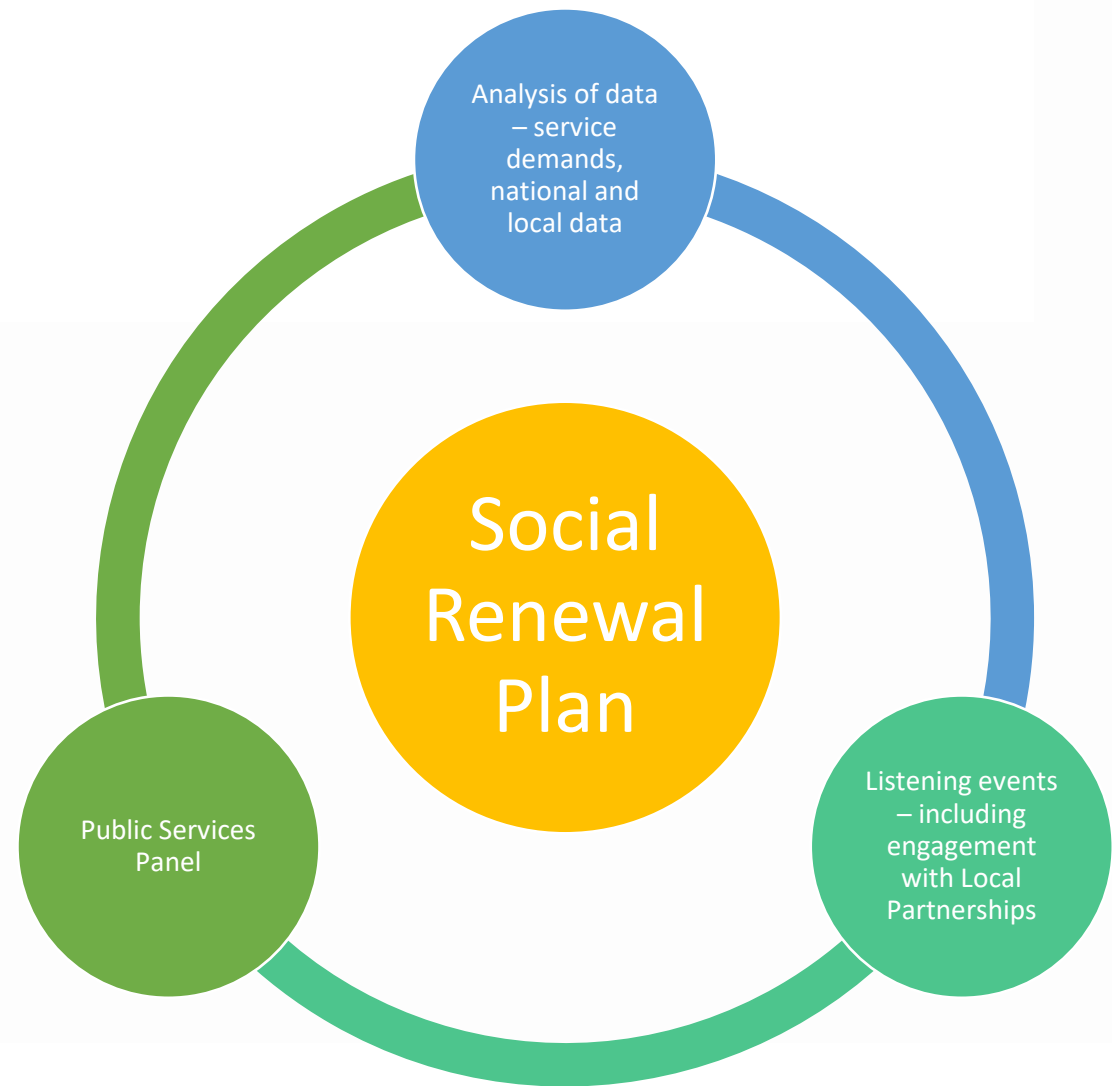 Analysis of data
– service
demands,
national and
local data
Social
Renewal
Plan
Listening events
– including
engagement
with Local
Partnerships
Public Services
Panel